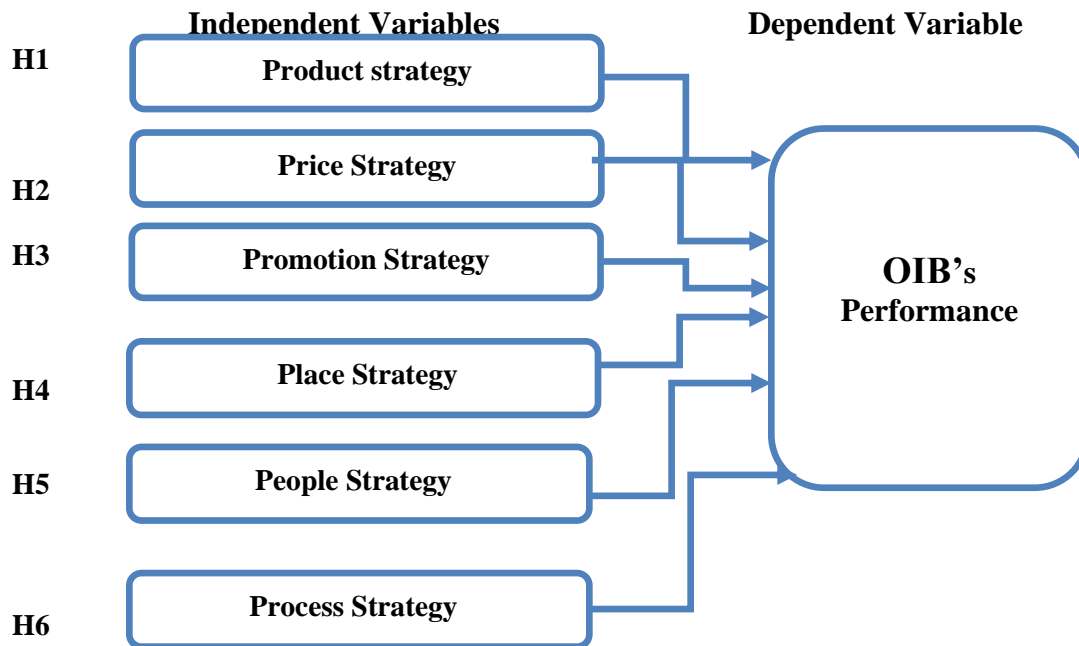 Independent Variables
Dependent Variable
H1
Product strategy
Price Strategy
H2
H3
Promotion Strategy
OIB’s
Performance
Place Strategy
H4
People Strategy
H5
Process Strategy
H6